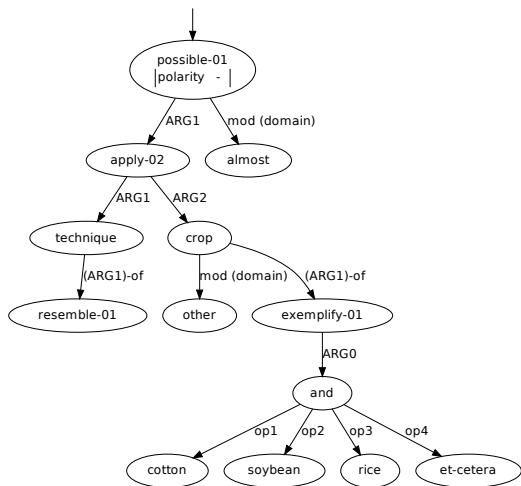 possible-01
polarity -
ARG1 mod (domain)
apply-02 almost
ARG1 ARG2
technique crop
(ARG1)-of mod (domain) (ARG1)-of
resemble-01 other exemplify-01
ARG0
and
op1 op2 op3 op4
cotton soybean rice et-cetera